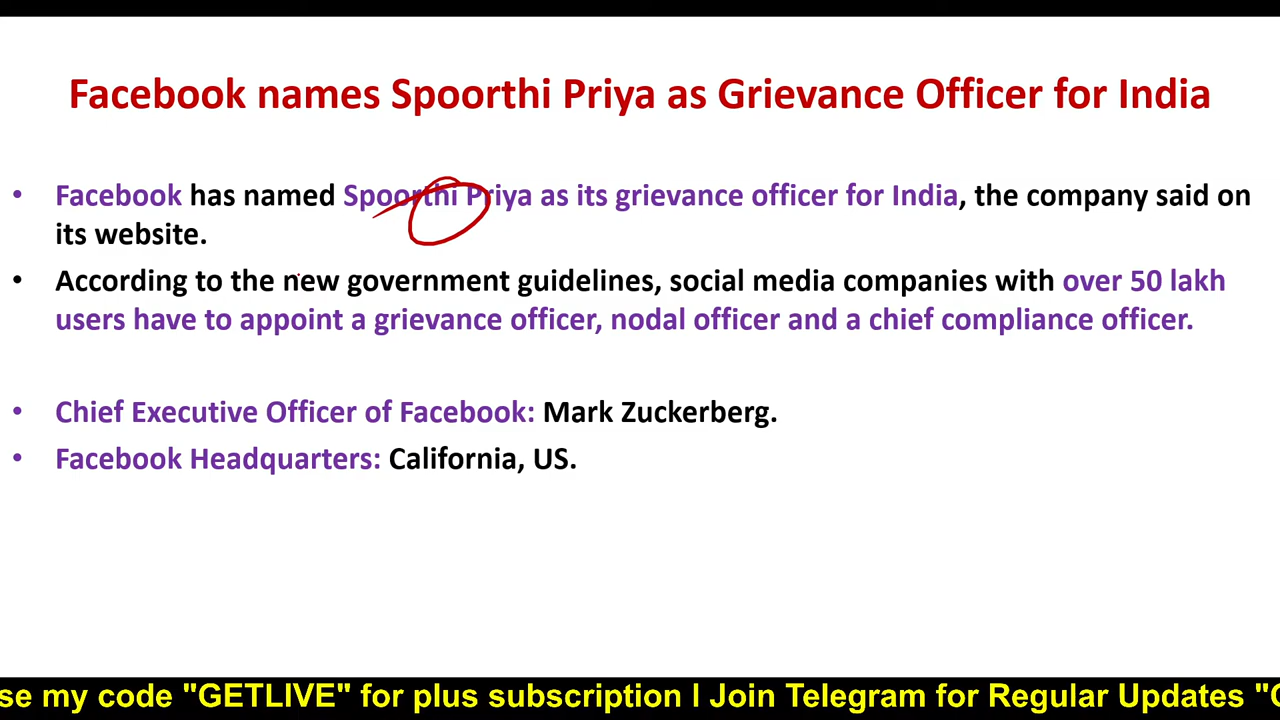 Facebook names Spoorthi Priya as Grievance Officer for India
• Facebook has named Spoorthi Priya as its grievance officer for India, the company said on
its website.
• According to the new government guidelines, social media companies with over 50 lakh
users have to appoint a grievance officer, nodal officer and a chief compliance officer.
• Chief Executive Officer of Facebook: Mark Zuckerberg.
• Facebook Headquarters: California, US.
se my code "GETLIVE" for plus subscription l Join Telegram for Regular Updates "